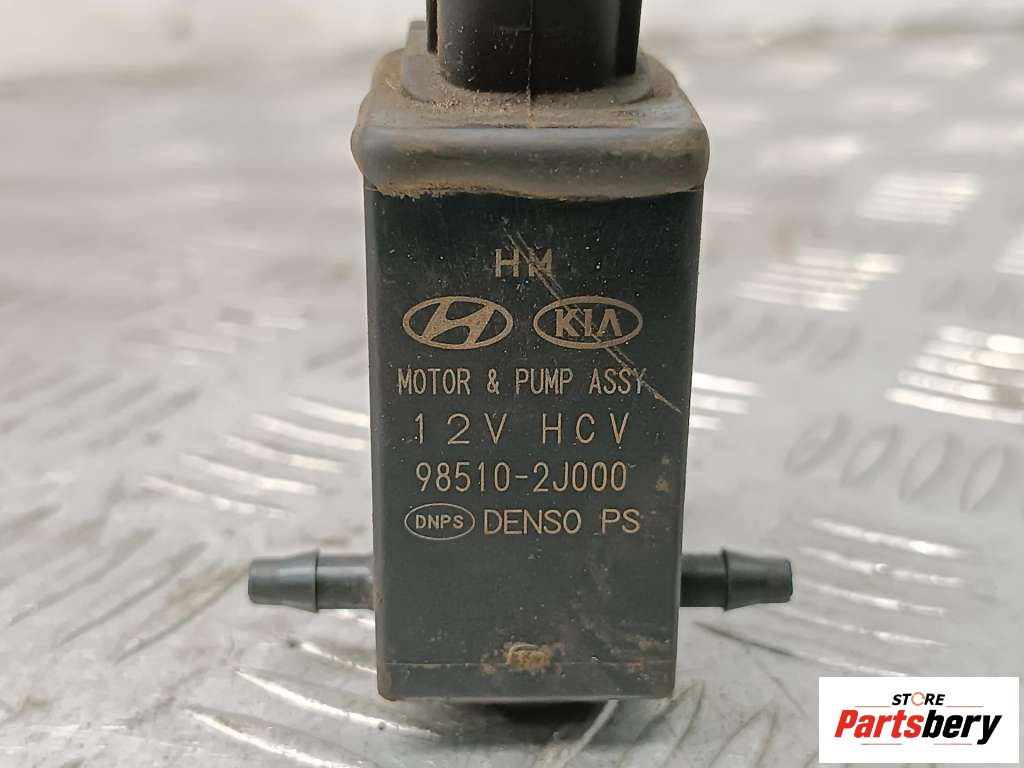 HM
KIA
MOTOR & PUMP ASSY
12V HCV
98510-2J000
DNPS DENSO PS
STORE
Partsbery